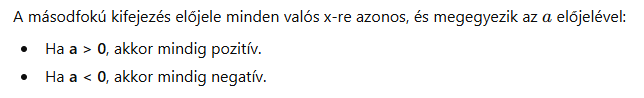 A másodfokú kifejezés előjele minden valós x-re azonos, és megegyezik az a előjelével:
• Ha a > 0, akkor mindig pozitív.
• Ha a < 0, akkor mindig negatív.